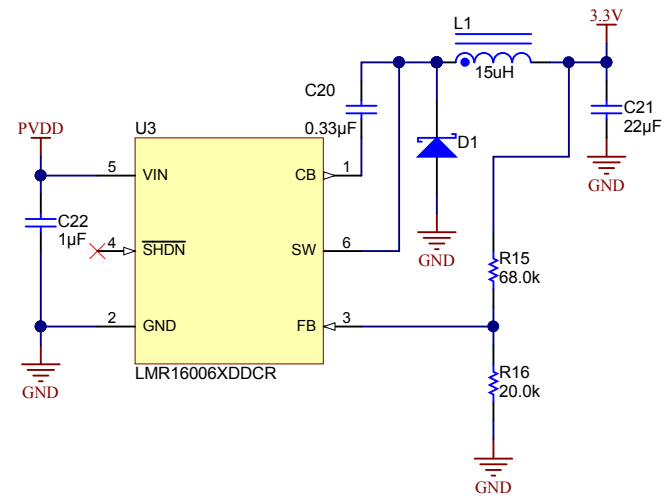 3.3V
L1
15uH
C20
0.33µF
C21
22µF
GND
PVDD
U3
D1
5
VIN
CB
1
C22
1µF
4
SHDN
SW
6
GND
R15
68.0k
2
GND
FB
3
GND
LMR16006XDDCR
R16
20.0k
GND